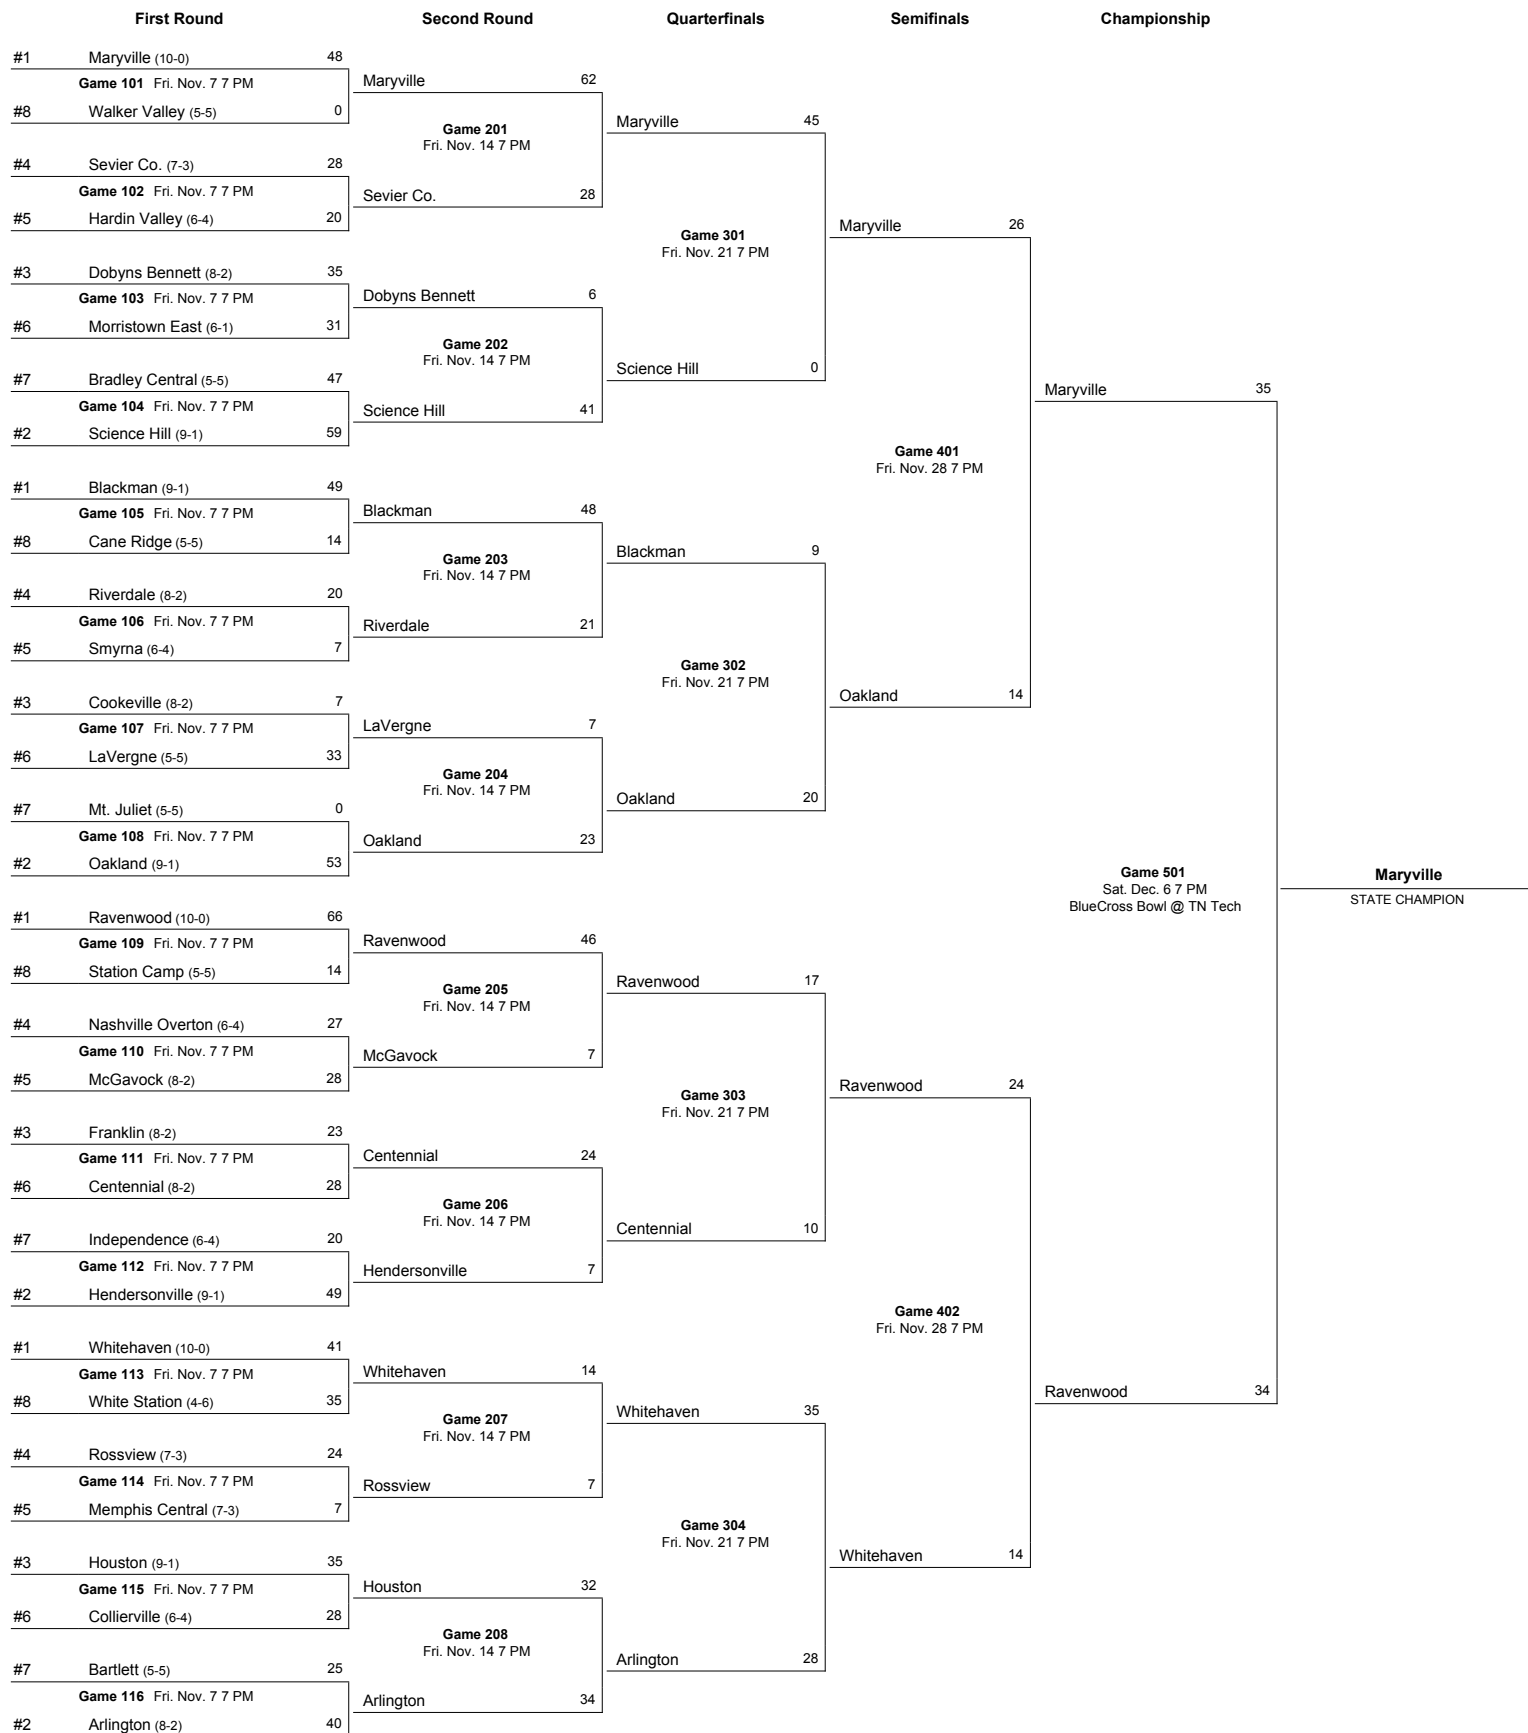 First Round Second Round Quarterfinals Semifinals Championship
#1 Maryville (10-0) 48
Game 101 Fri. Nov. 7 7 PM
#8 Walker Valley (5-5) 0
#4 Sevier Co. (7-3) 28
Game 102 Fri. Nov. 7 7 PM
#5 Hardin Valley (6-4) 20
#3 Dobyns Bennett (8-2) 35
Game 103 Fri. Nov. 7 7 PM
#6 Morristown East (6-1) 31
#7 Bradley Central (5-5) 47
Game 104 Fri. Nov. 7 7 PM
#2 Science Hill (9-1) 59
#1 Blackman (9-1) 49
Game 105 Fri. Nov. 7 7 PM
#8 Cane Ridge (5-5) 14
#4 Riverdale (8-2) 20
Game 106 Fri. Nov. 7 7 PM
#5 Smyrna (6-4) 7
#3 Cookeville (8-2) 7
Game 107 Fri. Nov. 7 7 PM
#6 LaVergne (5-5) 33
#7 Mt. Juliet (5-5) 0
Game 108 Fri. Nov. 7 7 PM
#2 Oakland (9-1) 53
#1 Ravenwood (10-0) 66
Game 109 Fri. Nov. 7 7 PM
#8 Station Camp (5-5) 14
#4 Nashville Overton (6-4) 27
Game 110 Fri. Nov. 7 7 PM
#5 McGavock (8-2) 28
#3 Franklin (8-2) 23
Game 111 Fri. Nov. 7 7 PM
#6 Centennial (8-2) 28
#7 Independence (6-4) 20
Game 112 Fri. Nov. 7 7 PM
#2 Hendersonville (9-1) 49
#1 Whitehaven (10-0) 41
Game 113 Fri. Nov. 7 7 PM
#8 White Station (4-6) 35
#4 Rossview (7-3) 24
Game 114 Fri. Nov. 7 7 PM
#5 Memphis Central (7-3) 7
#3 Houston (9-1) 35
Game 115 Fri. Nov. 7 7 PM
#6 Collierville (6-4) 28
#7 Bartlett (5-5) 25
Game 116 Fri. Nov. 7 7 PM
#2 Arlington (8-2) 40
Maryville 62
Game 201
Fri. Nov. 14 7 PM
Sevier Co. 28
Dobyns Bennett 6
Game 202
Fri. Nov. 14 7 PM
Science Hill 41
Blackman 48
Game 203
Fri. Nov. 14 7 PM
Riverdale 21
LaVergne 7
Game 204
Fri. Nov. 14 7 PM
Oakland 23
Ravenwood 46
Game 205
Fri. Nov. 14 7 PM
McGavock 7
Centennial 24
Game 206
Fri. Nov. 14 7 PM
Hendersonville 7
Whitehaven 14
Game 207
Fri. Nov. 14 7 PM
Rossview 7
Houston 32
Game 208
Fri. Nov. 14 7 PM
Arlington 34
Maryville 45
Game 301
Fri. Nov. 21 7 PM
Science Hill 0
Blackman 9
Game 302
Fri. Nov. 21 7 PM
Oakland 20
Ravenwood 17
Game 303
Fri. Nov. 21 7 PM
Centennial 10
Whitehaven 35
Game 304
Fri. Nov. 21 7 PM
Arlington 28
Maryville 26
Game 401
Fri. Nov. 28 7 PM
Oakland 14
Ravenwood 24
Game 402
Fri. Nov. 28 7 PM
Whitehaven 14
Maryville 35
Game 501
Sat. Dec. 6 7 PM
BlueCross Bowl @ TN Tech
Ravenwood 34
Maryville
STATE CHAMPION